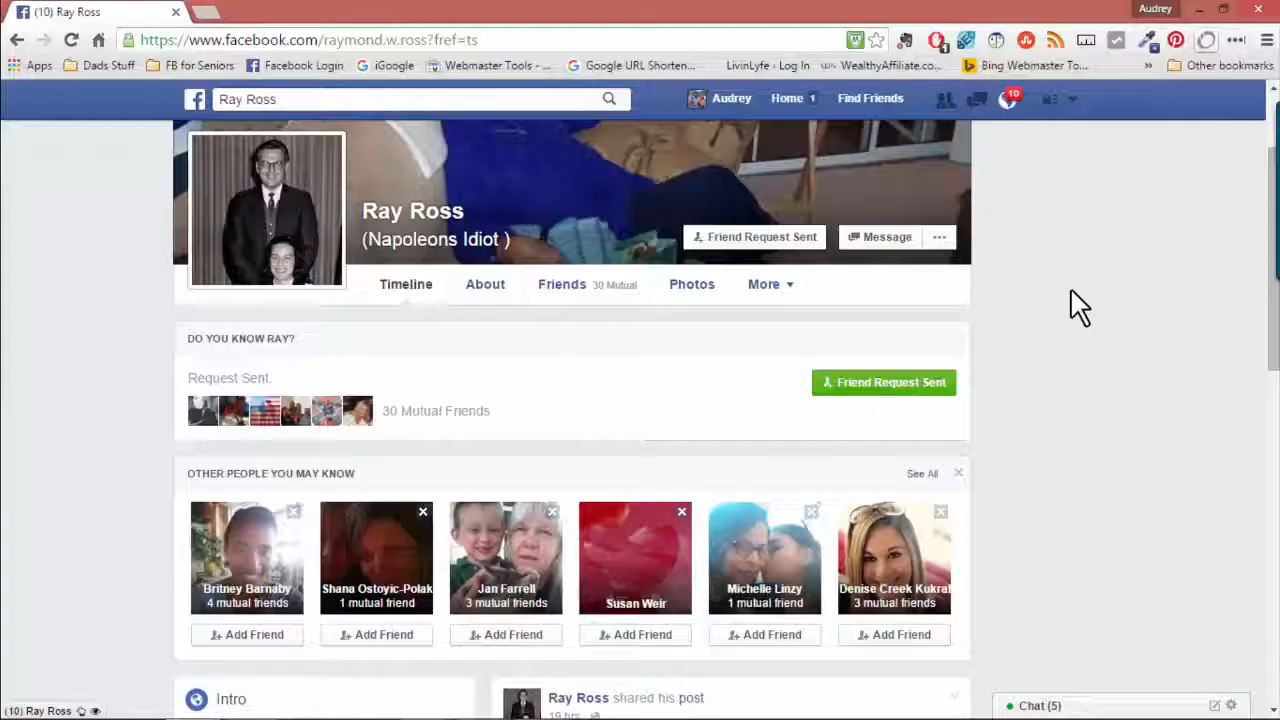 (10) Ray Ross
Audrey
https://www.facebook.com/raymond.w.ross?fref=ts
Apps Dads Stuff FB for Seniors Facebook Login iGoogle Webmaster Tools - ... Google URL Shorten... LivinLyfe ‹ Log In WealthyAffiliate.co... Bing Webmaster To... » Other bookmarks
Ray Ross Audrey Home 1 Find Friends 10
Ray Ross
(Napoleons Idiot )
Friend Request Sent Message
Timeline About Friends 30 Mutual Photos More
DO YOU KNOW RAY?
Request Sent.
Friend Request Sent
30 Mutual Friends
OTHER PEOPLE YOU MAY KNOW See All
Britney Barnaby Shana Ostoyic-Polak Jan Farrell Susan Weir Michelle Linzy Denise Creek Kukral
4 mutual friends 1 mutual friend 3 mutual friends 1 mutual friend 3 mutual friends
Add Friend Add Friend Add Friend Add Friend Add Friend Add Friend
Intro
Ray Ross shared his post
19 hrs
(10) Ray Ross
Chat (5)